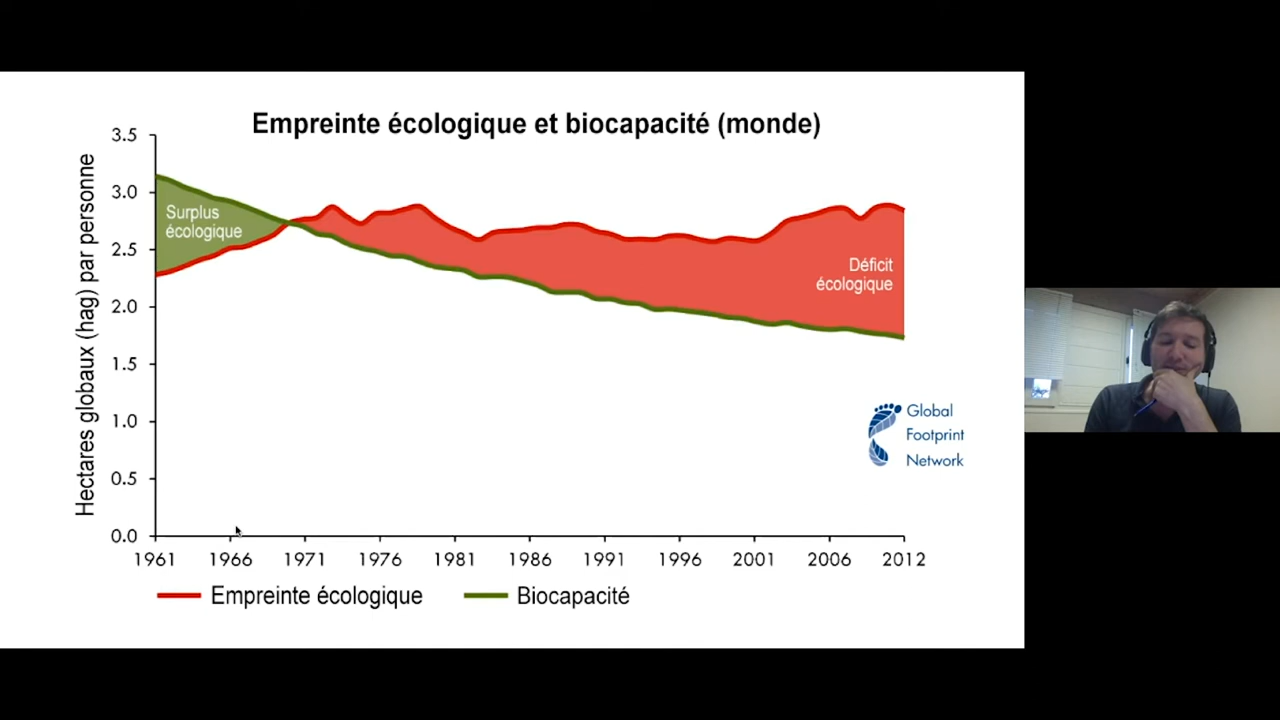 Empreinte écologique et biocapacité (monde)
Hectares globaux (hag) par personne
3.5
3.0
2.5
2.0
1.5
1.0
0.5
0.0
Surplus
écologique
Déficit
écologique
Global
Footprint
Network
1961 1966 1971 1976 1981 1986 1991 1996 2001 2006 2012
Empreinte écologique Biocapacité